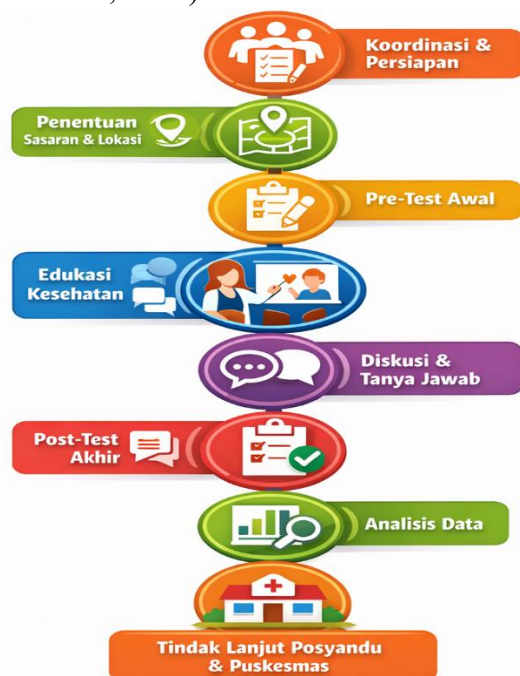 Koordinasi &
Persiapan
Penentuan
Sasaran & Lokasi
Pre-Test Awal
Edukasi
Kesehatan
Diskusi &
Tanya Jawab
Post-Test
Akhir
Analisis Data
Tindak Lanjut Posyandu
& Puskesmas